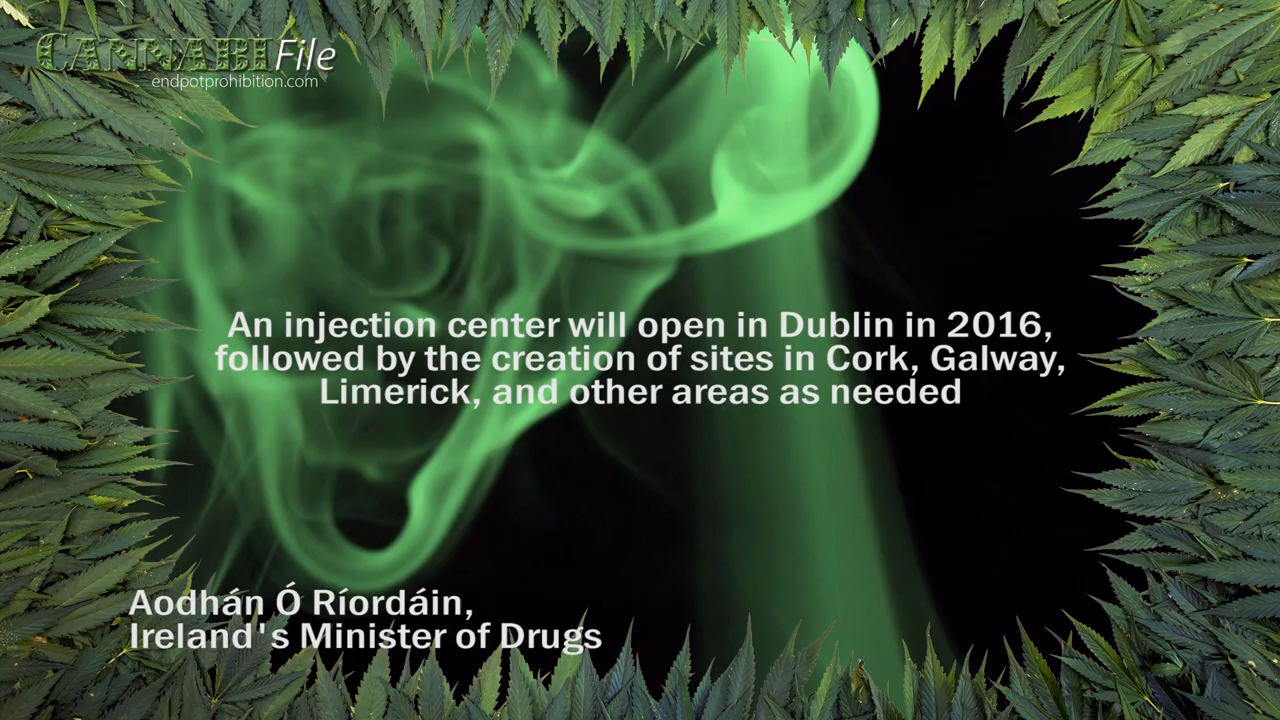 CANNABIFile
endpotprohibition.com
An injection center will open in Dublin in 2016,
followed by the creation of sites in Cork, Galway,
Limerick, and other areas as needed
Aodhán Ó Ríordáin,
Ireland's Minister of Drugs